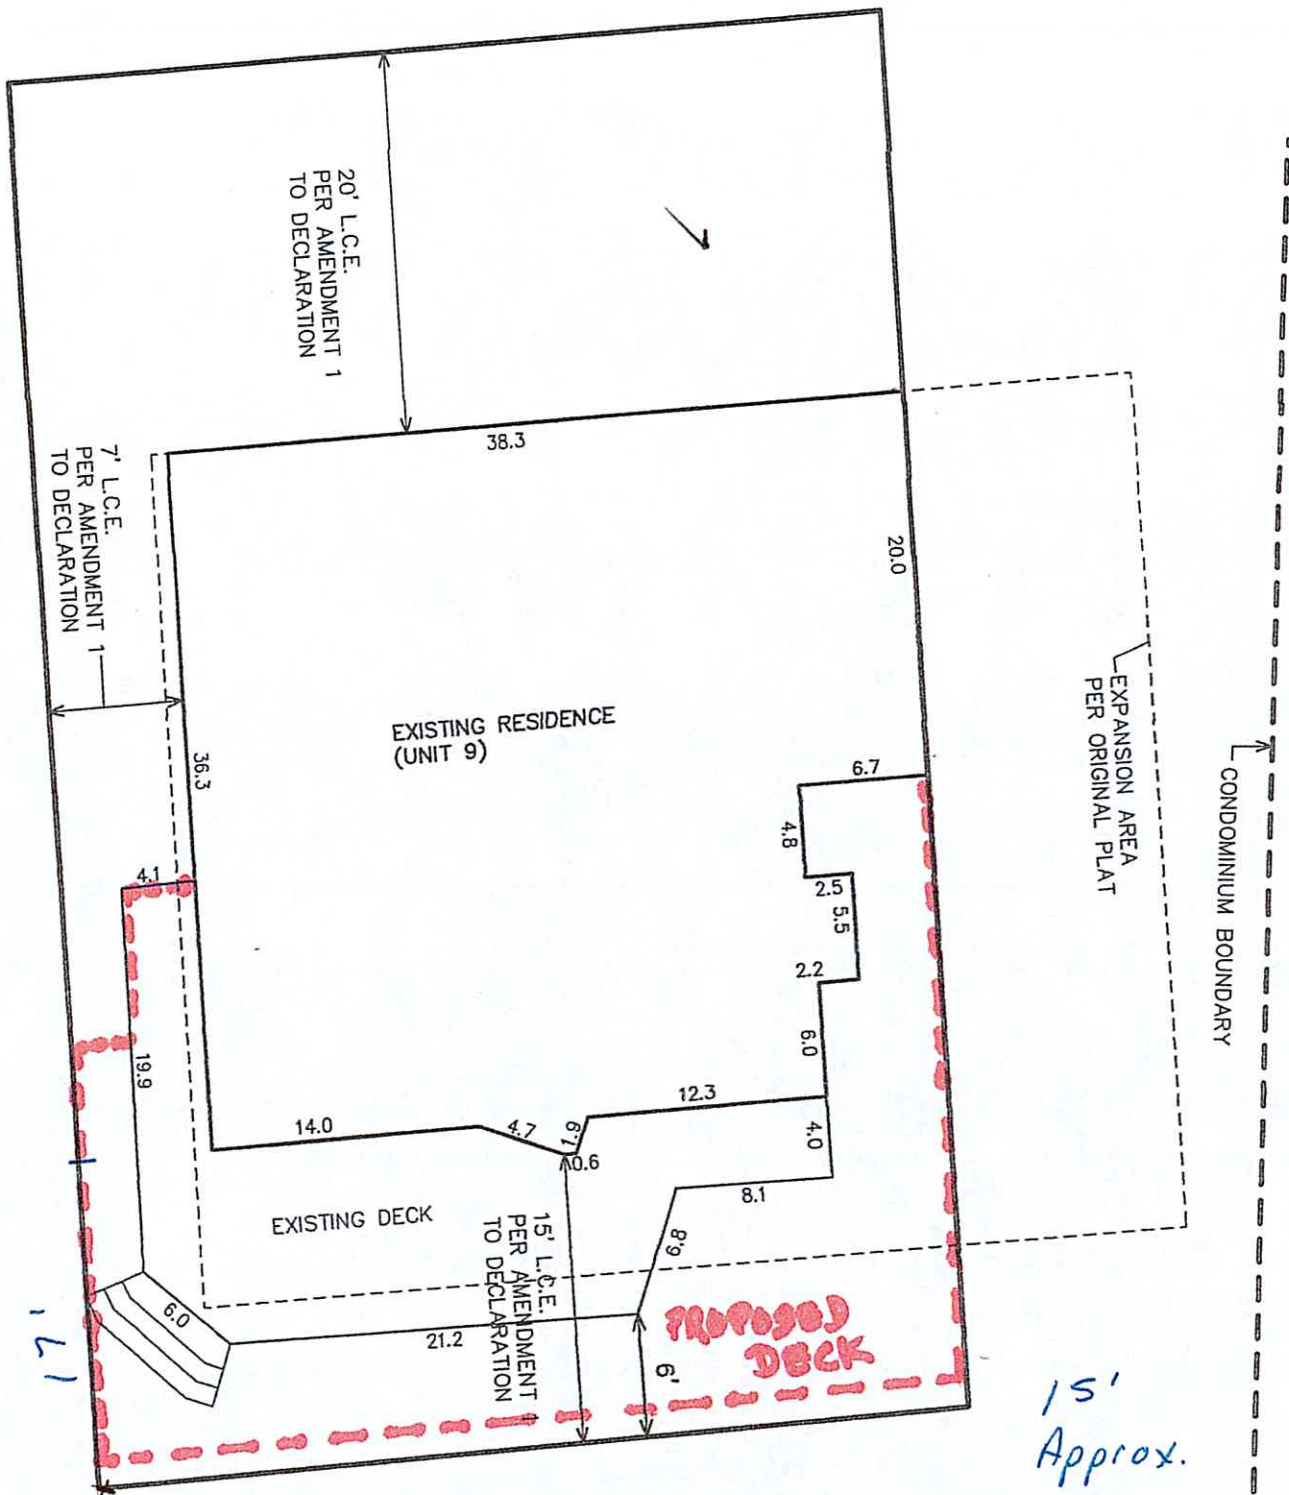 20' L.C.E.
PER AMENDMENT 1
TO DECLARATION
38.3
20.0
7' L.C.E.
PER AMENDMENT 1
TO DECLARATION
EXPANSION AREA
PER ORIGINAL PLAT
CONDOMINIUM BOUNDARY
EXISTING RESIDENCE
(UNIT 9)
36.3
6.7
4.8
2.5
5.5
2.2
6.0
4.1
19.9
12.3
4.0
14.0
4.7
1.9
0.6
8.1
6.8
EXISTING DECK
15' L.C.E.
PER AMENDMENT 1
TO DECLARATION
6.0
21.2
6'
PROPOSED
DECK
17'
15'
Approx.